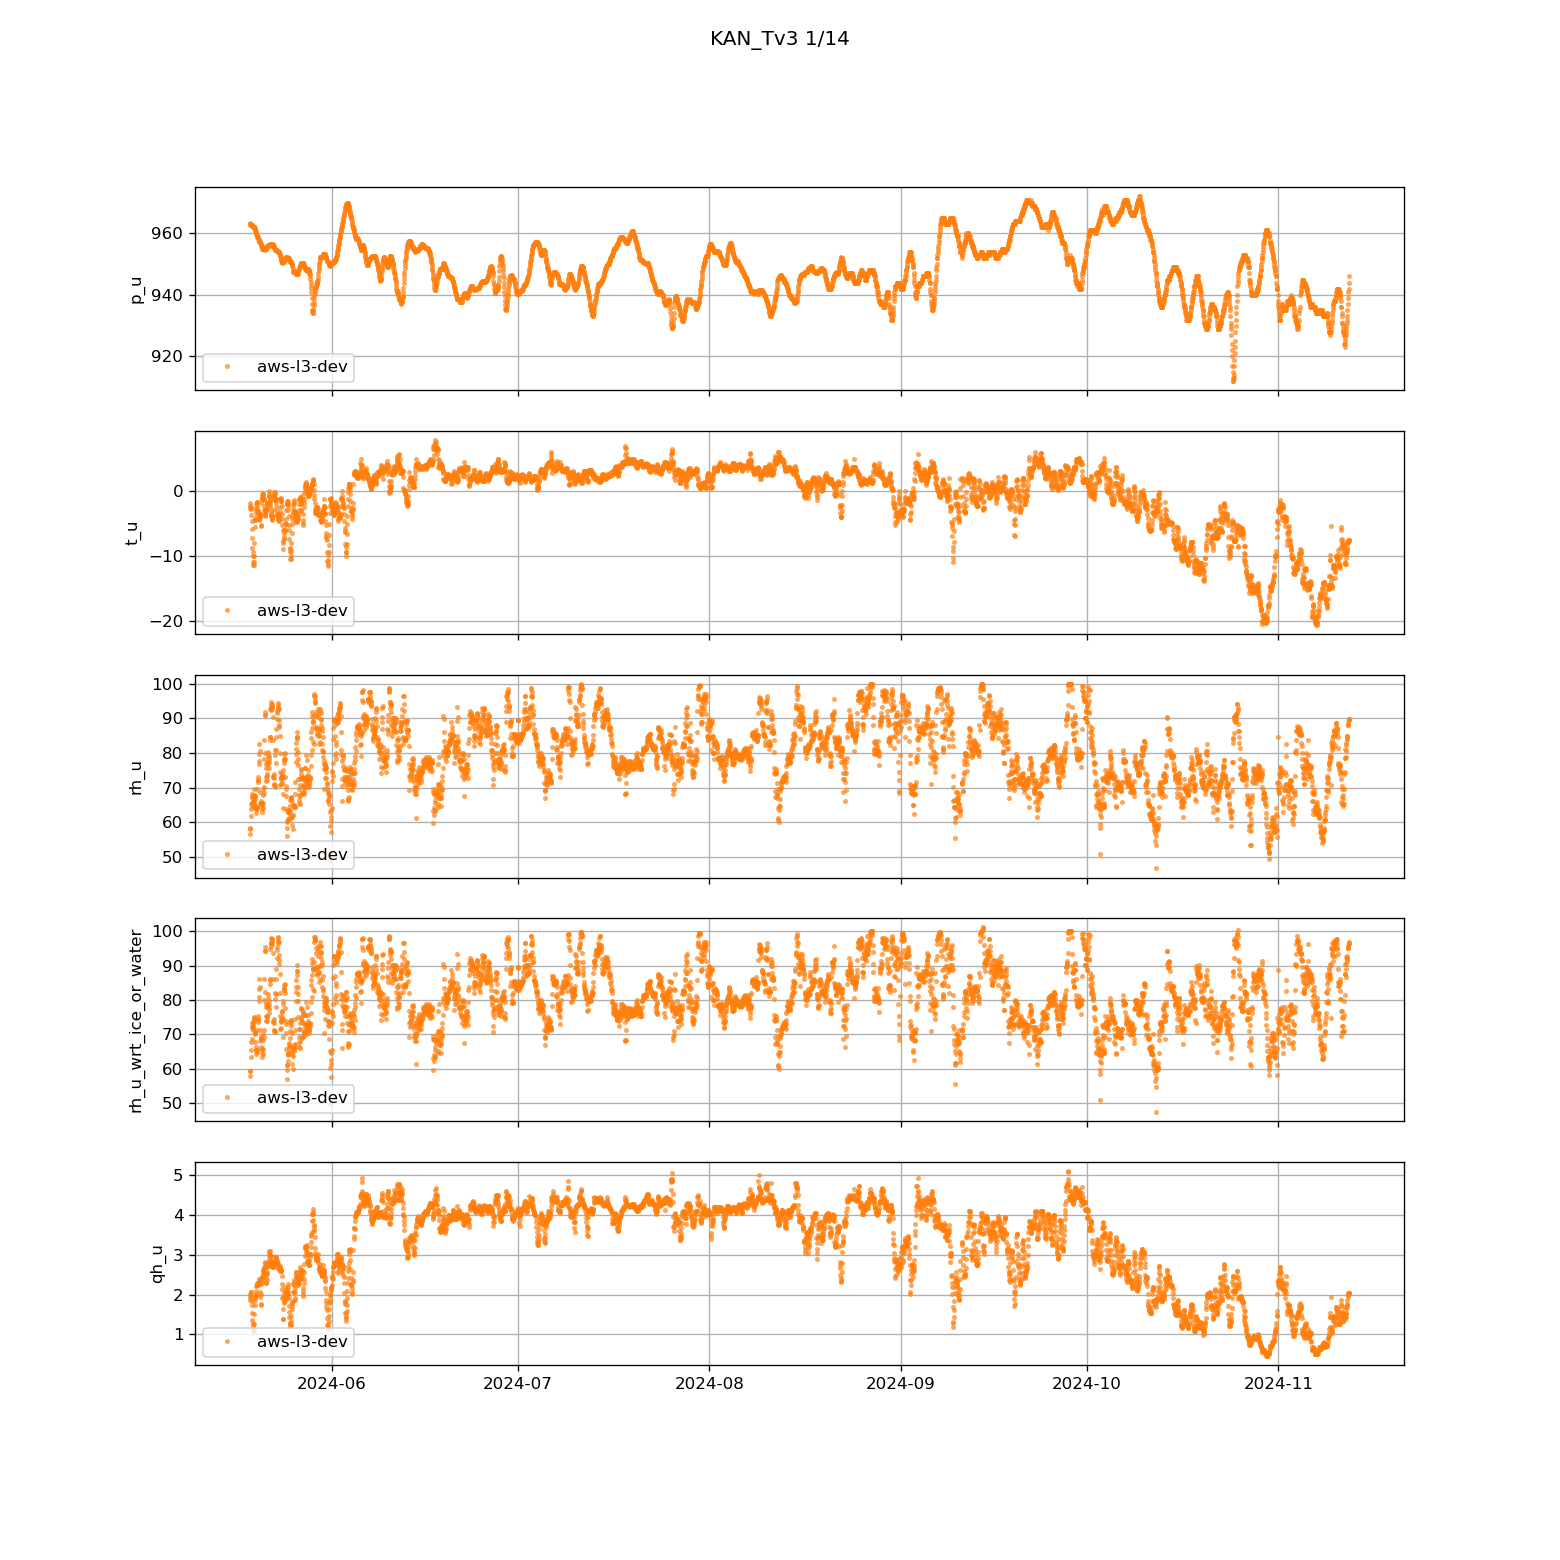 KAN_Tv3 1/14
960
940
920
p_u
aws-l3-dev
0
−10
−20
t_u
aws-l3-dev
100
90
80
70
60
50
rh_u
aws-l3-dev
100
90
80
70
60
50
rh_u_wrt_ice_or_water
aws-l3-dev
5
4
3
2
1
qh_u
aws-l3-dev
2024-06 2024-07 2024-08 2024-09 2024-10 2024-11